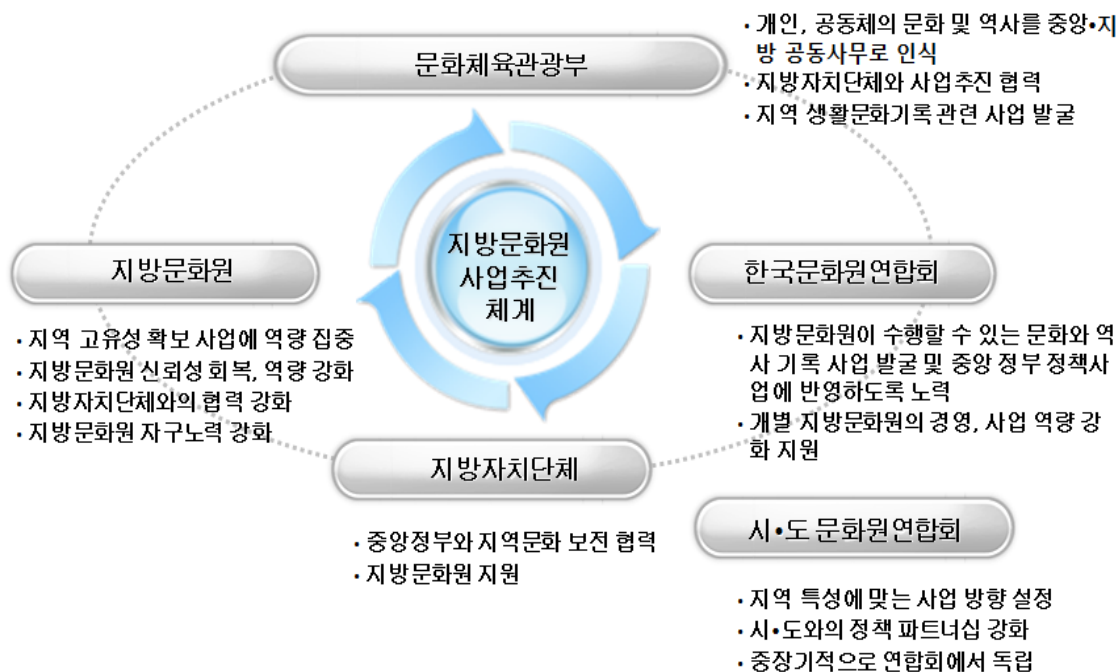 문화체육관광부
• 개인, 공동체의 문화 및 역사를 중앙•지
방 공동사무로 인식
• 지방자치단체와 사업추진 협력
• 지역 생활문화기록 관련 사업 발굴
지방문화원
사업추진
체계
지방문화원
• 지역 고유성 확보 사업에 역량 집중
• 지방문화원 신뢰성 회복, 역량 강화
• 지방자치단체와의 협력 강화
• 지방문화원 자구노력 강화
한국문화원연합회
• 지방문화원이 수행할 수 있는 문화와 역
사 기록 사업 발굴 및 중앙 정부 정책사
업에 반영하도록 노력
• 개별 지방문화원의 경영, 사업 역량 강
화 지원
지방자치단체
• 중앙정부와 지역문화 보전 협력
• 지방문화원 지원
시•도 문화원연합회
• 지역 특성에 맞는 사업 방향 설정
• 시•도와의 정책 파트너십 강화
• 중장기적으로 연합회에서 독립